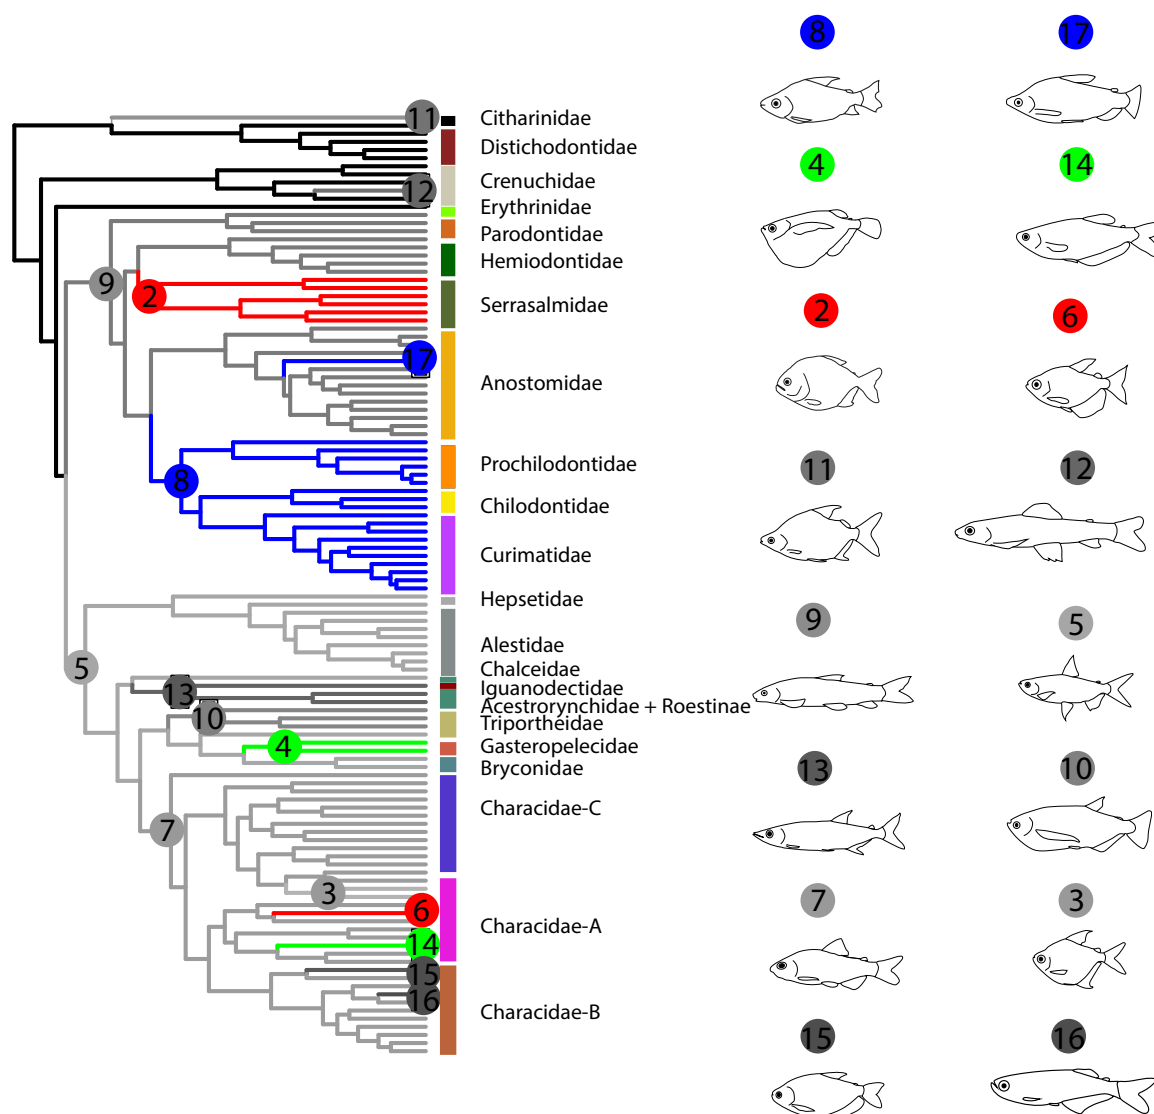 8 17
11 Citharinidae
Distichodontidae
4 14
12 Crenuchidae
Erythrinidae
Parodontidae
9 Hemiodontidae
2 Serrasalmidae
2 6
17 Anostomidae
8 Prochilodontidae
11 12
Chilodontidae
Curimatidae
Hepsetidae
9 5
Alestidae
5 Chalceidae
13 Iguanodectidae
Acestrorynchidae + Roestinae
10 Triportheidae
4 Gasteropelecidae
Bryconidae
13 10
Characidae-C
7
3
7 3
6 Characidae-A
14
15
16 Characidae-B
15 16